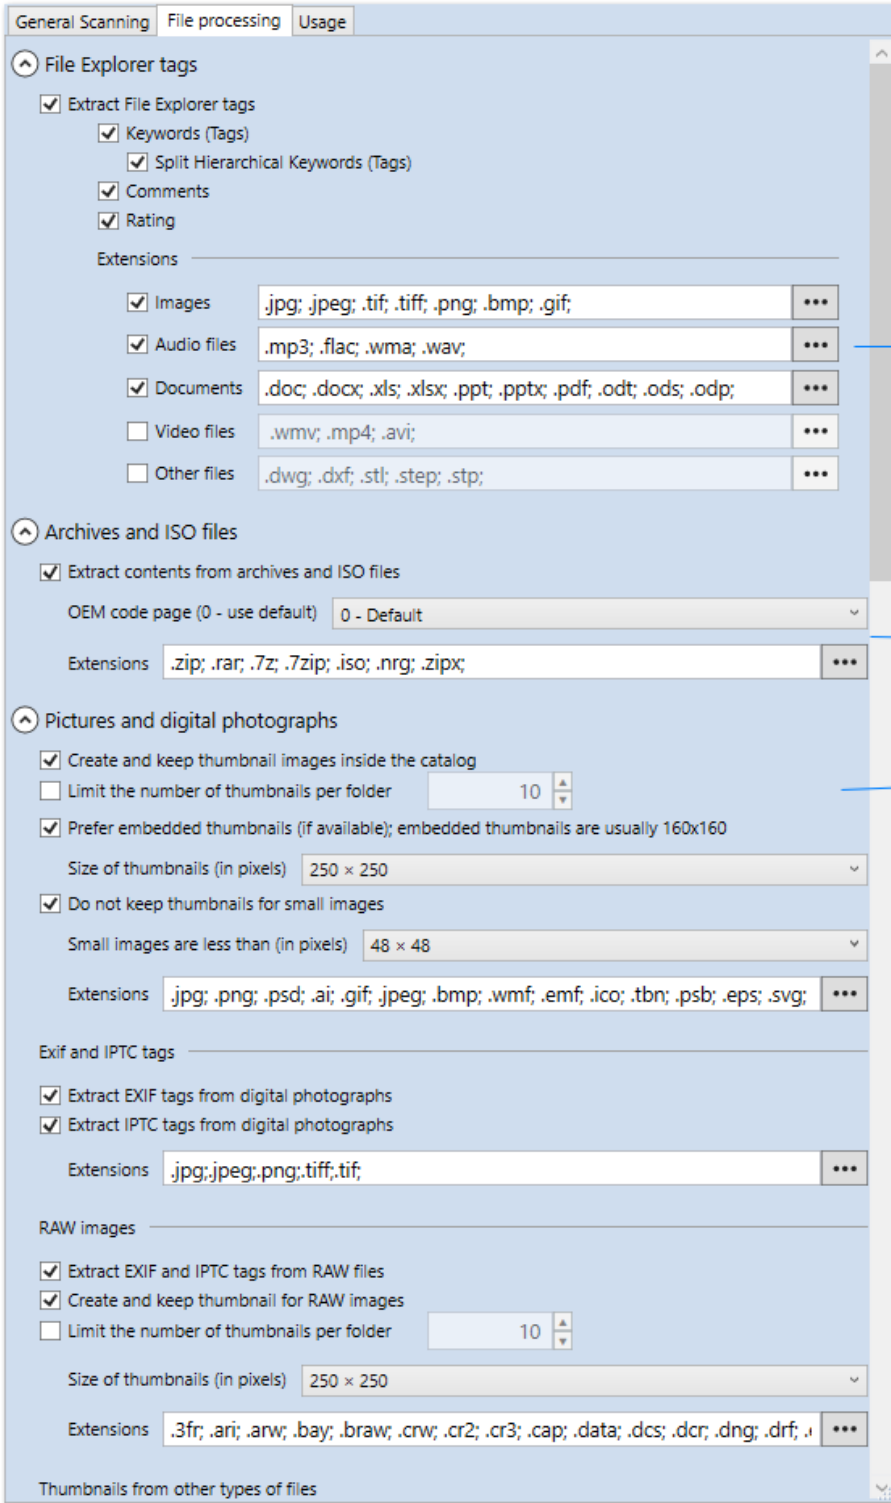 General Scanning File processing Usage
File Explorer tags
Extract File Explorer tags
Keywords (Tags)
Split Hierarchical Keywords (Tags)
Comments
Rating
Extensions
Images .jpg; .jpeg; .tif; .tiff; .png; .bmp; .gif; •••
Audio files .mp3; .flac; .wma; .wav; •••
Documents .doc; .docx; .xls; .xlsx; .ppt; .pptx; .pdf; .odt; .ods; .odp; •••
Video files .wmv; .mp4; .avi; •••
Other files .dwg; .dxf; .stl; .step; .stp; •••
Archives and ISO files
Extract contents from archives and ISO files
OEM code page (0 - use default) 0 - Default
Extensions .zip; .rar; .7z; .7zip; .iso; .nrg; .zipx; •••
Pictures and digital photographs
Create and keep thumbnail images inside the catalog
Limit the number of thumbnails per folder 10
Prefer embedded thumbnails (if available); embedded thumbnails are usually 160x160
Size of thumbnails (in pixels) 250 × 250
Do not keep thumbnails for small images
Small images are less than (in pixels) 48 × 48
Extensions .jpg; .png; .psd; .ai; .gif; .jpeg; .bmp; .wmf; .emf; .ico; .tbn; .psb; .eps; .svg; •••
Exif and IPTC tags
Extract EXIF tags from digital photographs
Extract IPTC tags from digital photographs
Extensions .jpg;.jpeg;.png;.tiff;.tif; •••
RAW images
Extract EXIF and IPTC tags from RAW files
Create and keep thumbnail for RAW images
Limit the number of thumbnails per folder 10
Size of thumbnails (in pixels) 250 × 250
Extensions .3fr; .ari; .arw; .bay; .braw; .crw; .cr2; .cr3; .cap; .data; .dcs; .dcr; .dng; .drf; •••
Thumbnails from other types of files